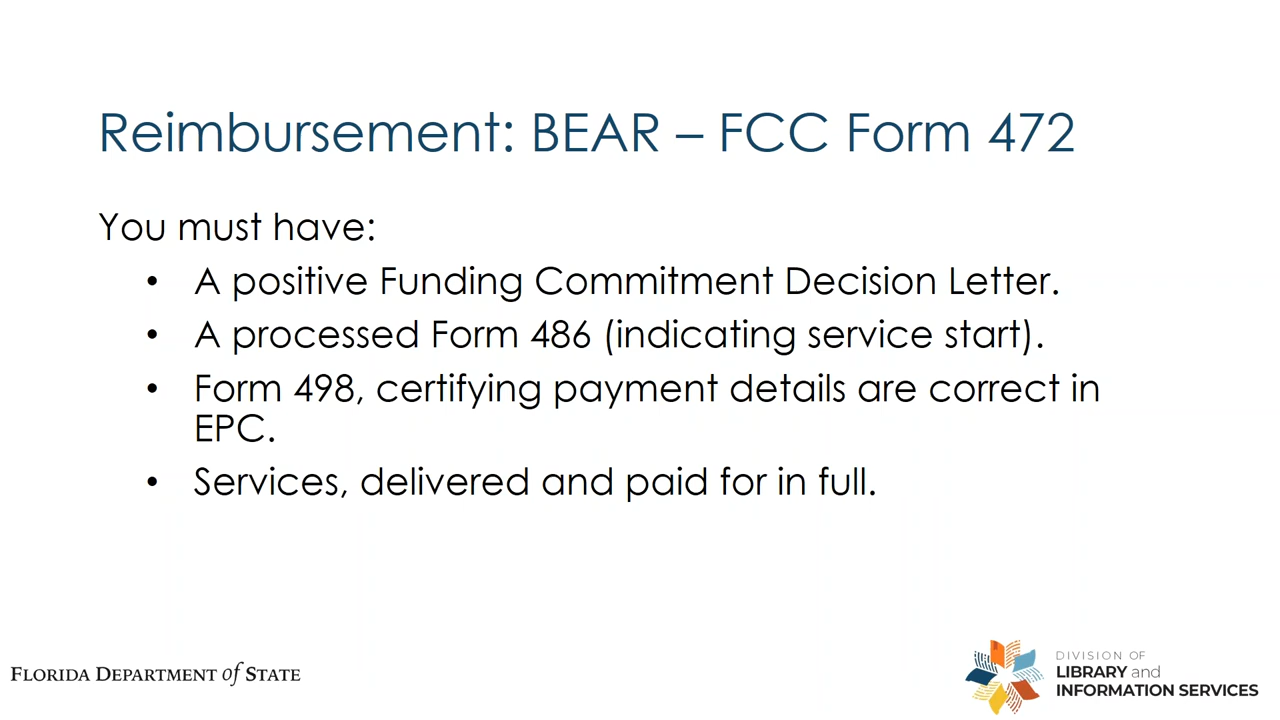 Reimbursement: BEAR – FCC Form 472
You must have:
• A positive Funding Commitment Decision Letter.
• A processed Form 486 (indicating service start).
• Form 498, certifying payment details are correct in
EPC.
• Services, delivered and paid for in full.
FLORIDA DEPARTMENT of STATE
DIVISION OF
LIBRARY and
INFORMATION SERVICES